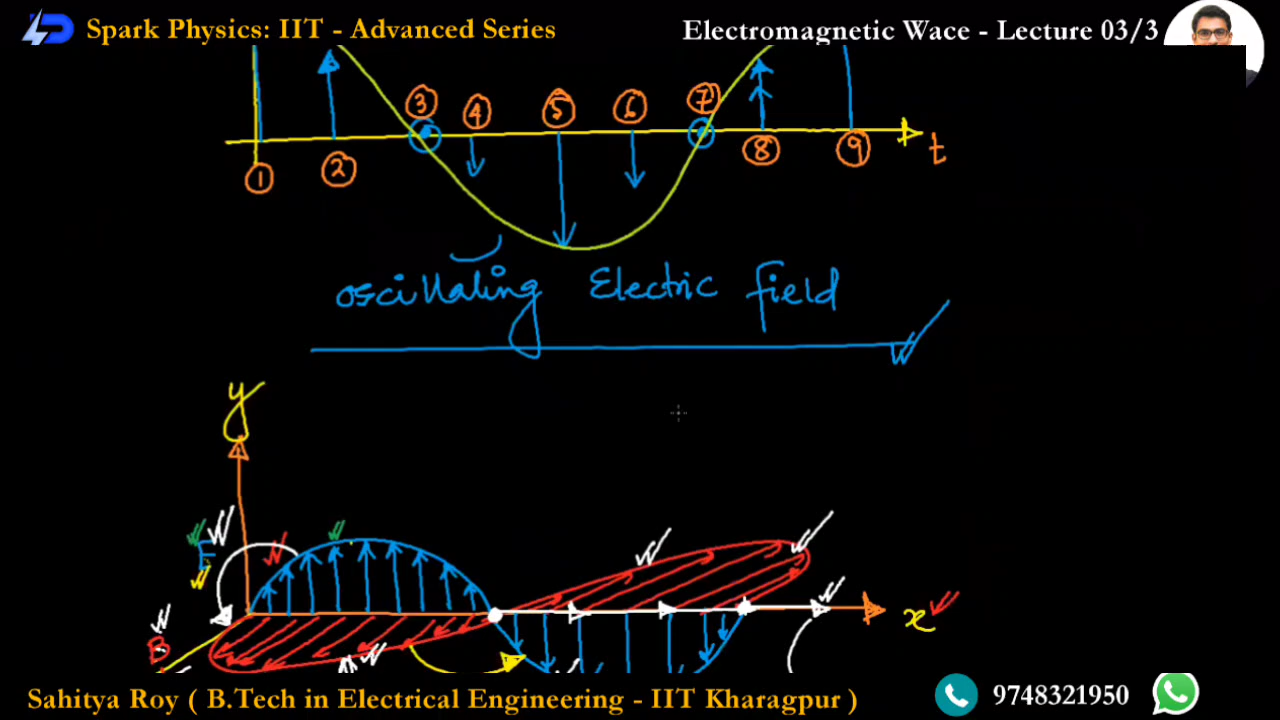 Spark Physics: IIT - Advanced Series
Electromagnetic Wace - Lecture 03/3
3 4 5 6 7
1 2 8 9 t
oscillating Electric field
y
E
B
x
Sahitya Roy ( B.Tech in Electrical Engineering - IIT Kharagpur )
9748321950